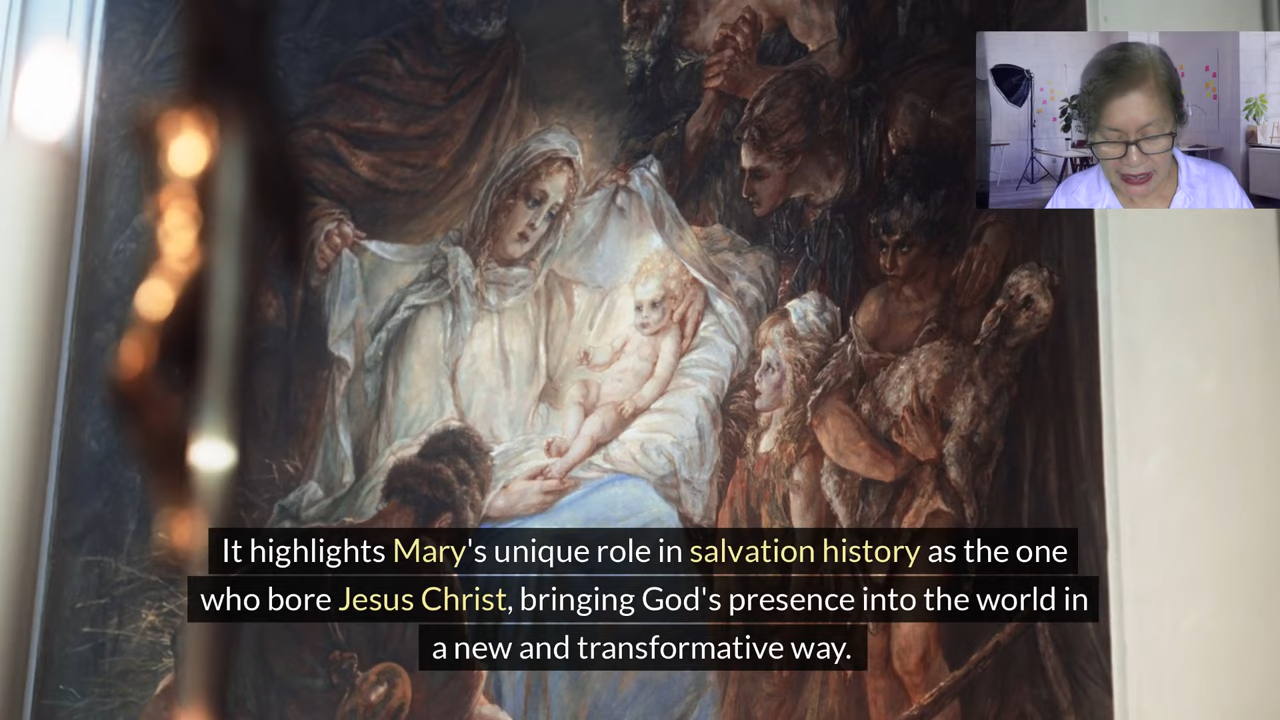 It highlights Mary's unique role in salvation history as the one
who bore Jesus Christ, bringing God's presence into the world in
a new and transformative way.